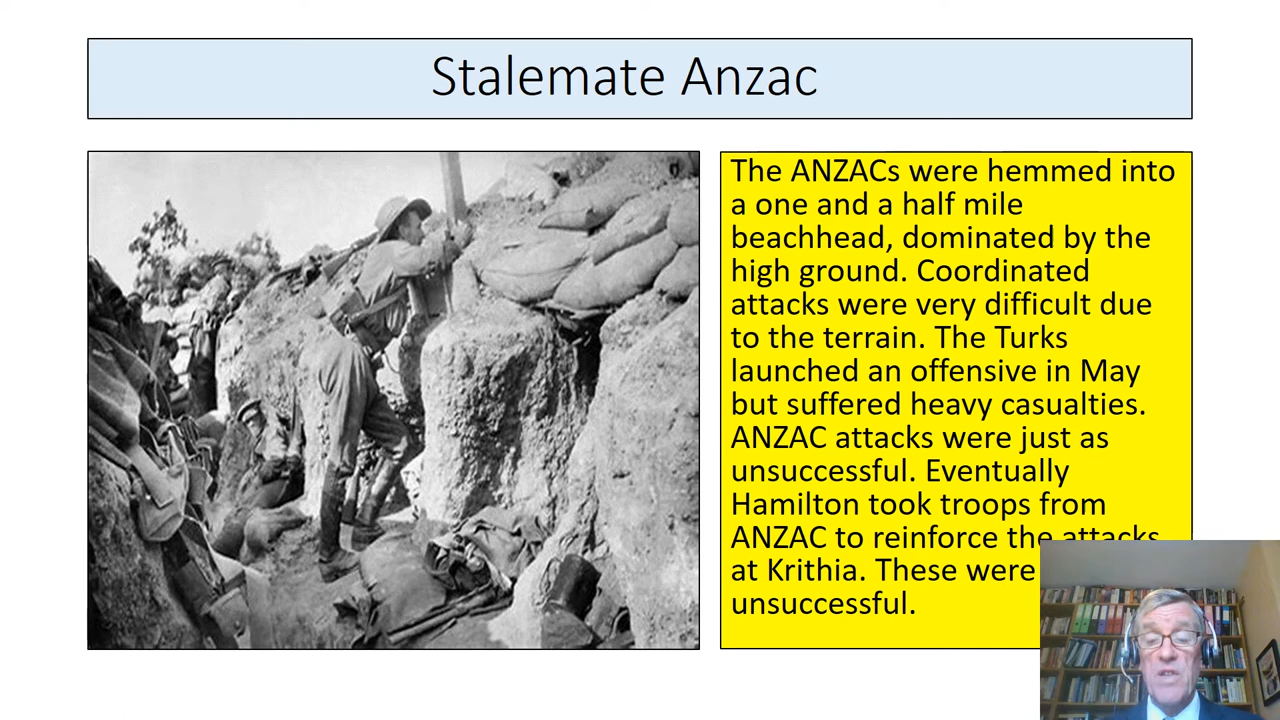 Stalemate Anzac
The ANZACs were hemmed into
a one and a half mile
beachhead, dominated by the
high ground. Coordinated
attacks were very difficult due
to the terrain. The Turks
launched an offensive in May
but suffered heavy casualties.
ANZAC attacks were just as
unsuccessful. Eventually
Hamilton took troops from
ANZAC to reinforce the attacks
at Krithia. These were
unsuccessful.